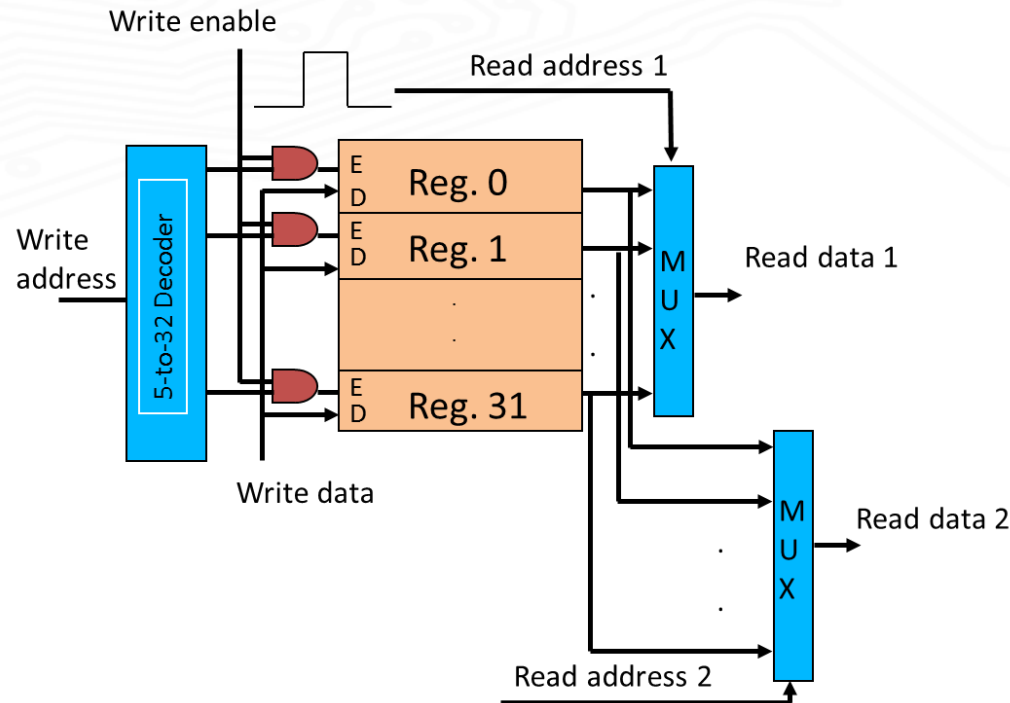 Write enable
Read address 1
E
D
Reg. 0
E
D
Reg. 1
Write
address
5-to-32 Decoder
M
U
X
Read data 1
.
.
.
.
E
D
Reg. 31
Write data
M
U
X
Read data 2
.
.
Read address 2